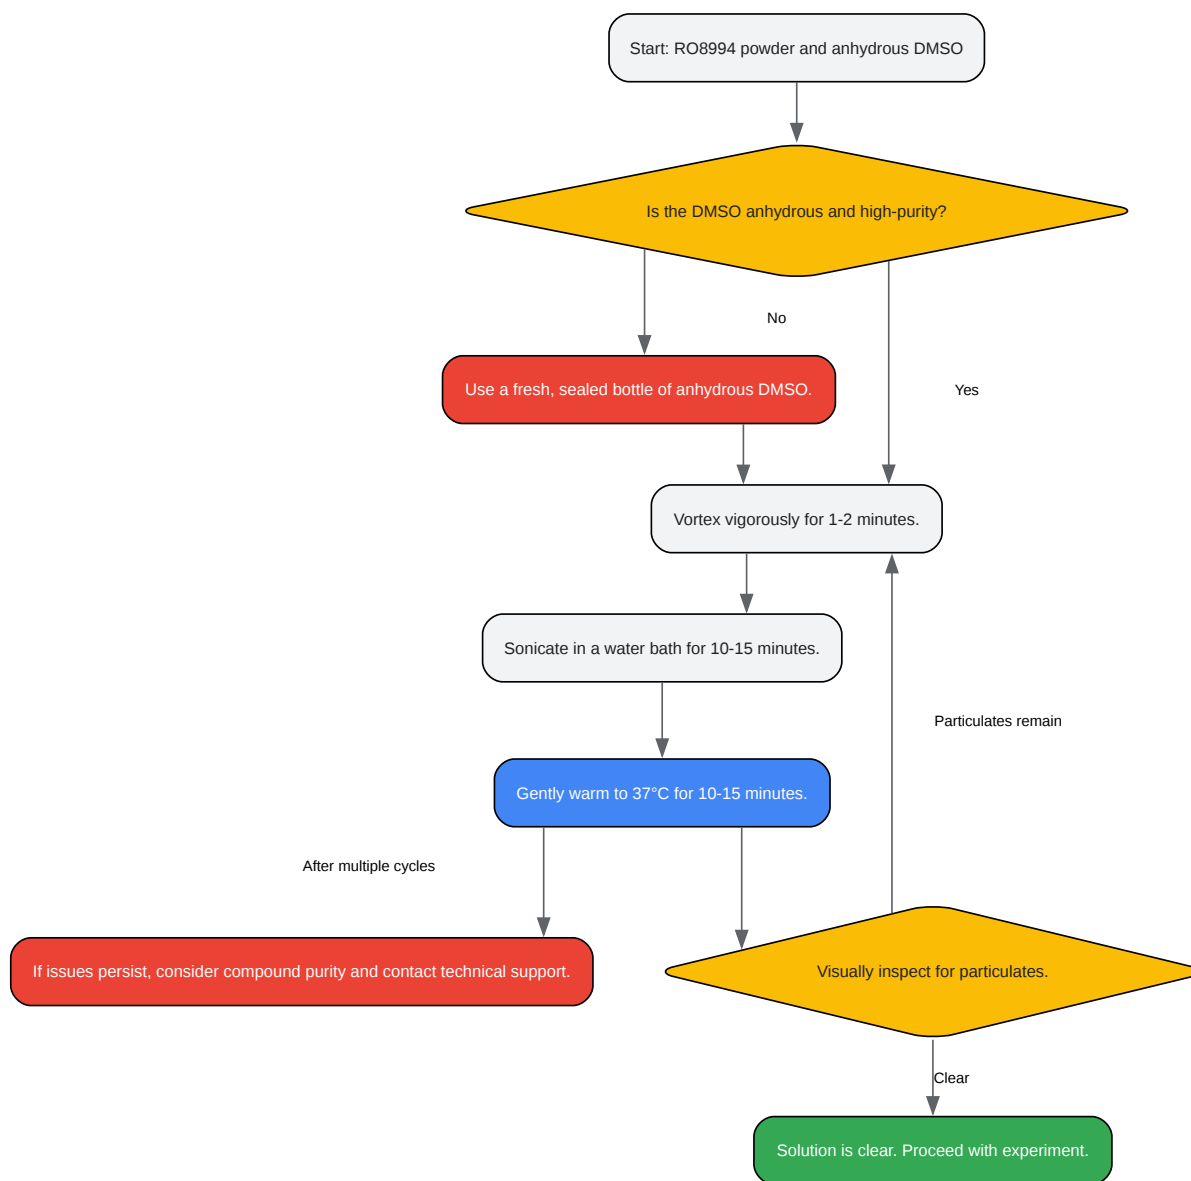 Start: RO8994 powder and anhydrous DMSO
Is the DMSO anhydrous and high-purity?
No
Use a fresh, sealed bottle of anhydrous DMSO.
Yes
Vortex vigorously for 1-2 minutes.
Sonicate in a water bath for 10-15 minutes.
Particulates remain
Gently warm to 37°C for 10-15 minutes.
After multiple cycles
If issues persist, consider compound purity and contact technical support.
Visually inspect for particulates.
Clear
Solution is clear. Proceed with experiment.